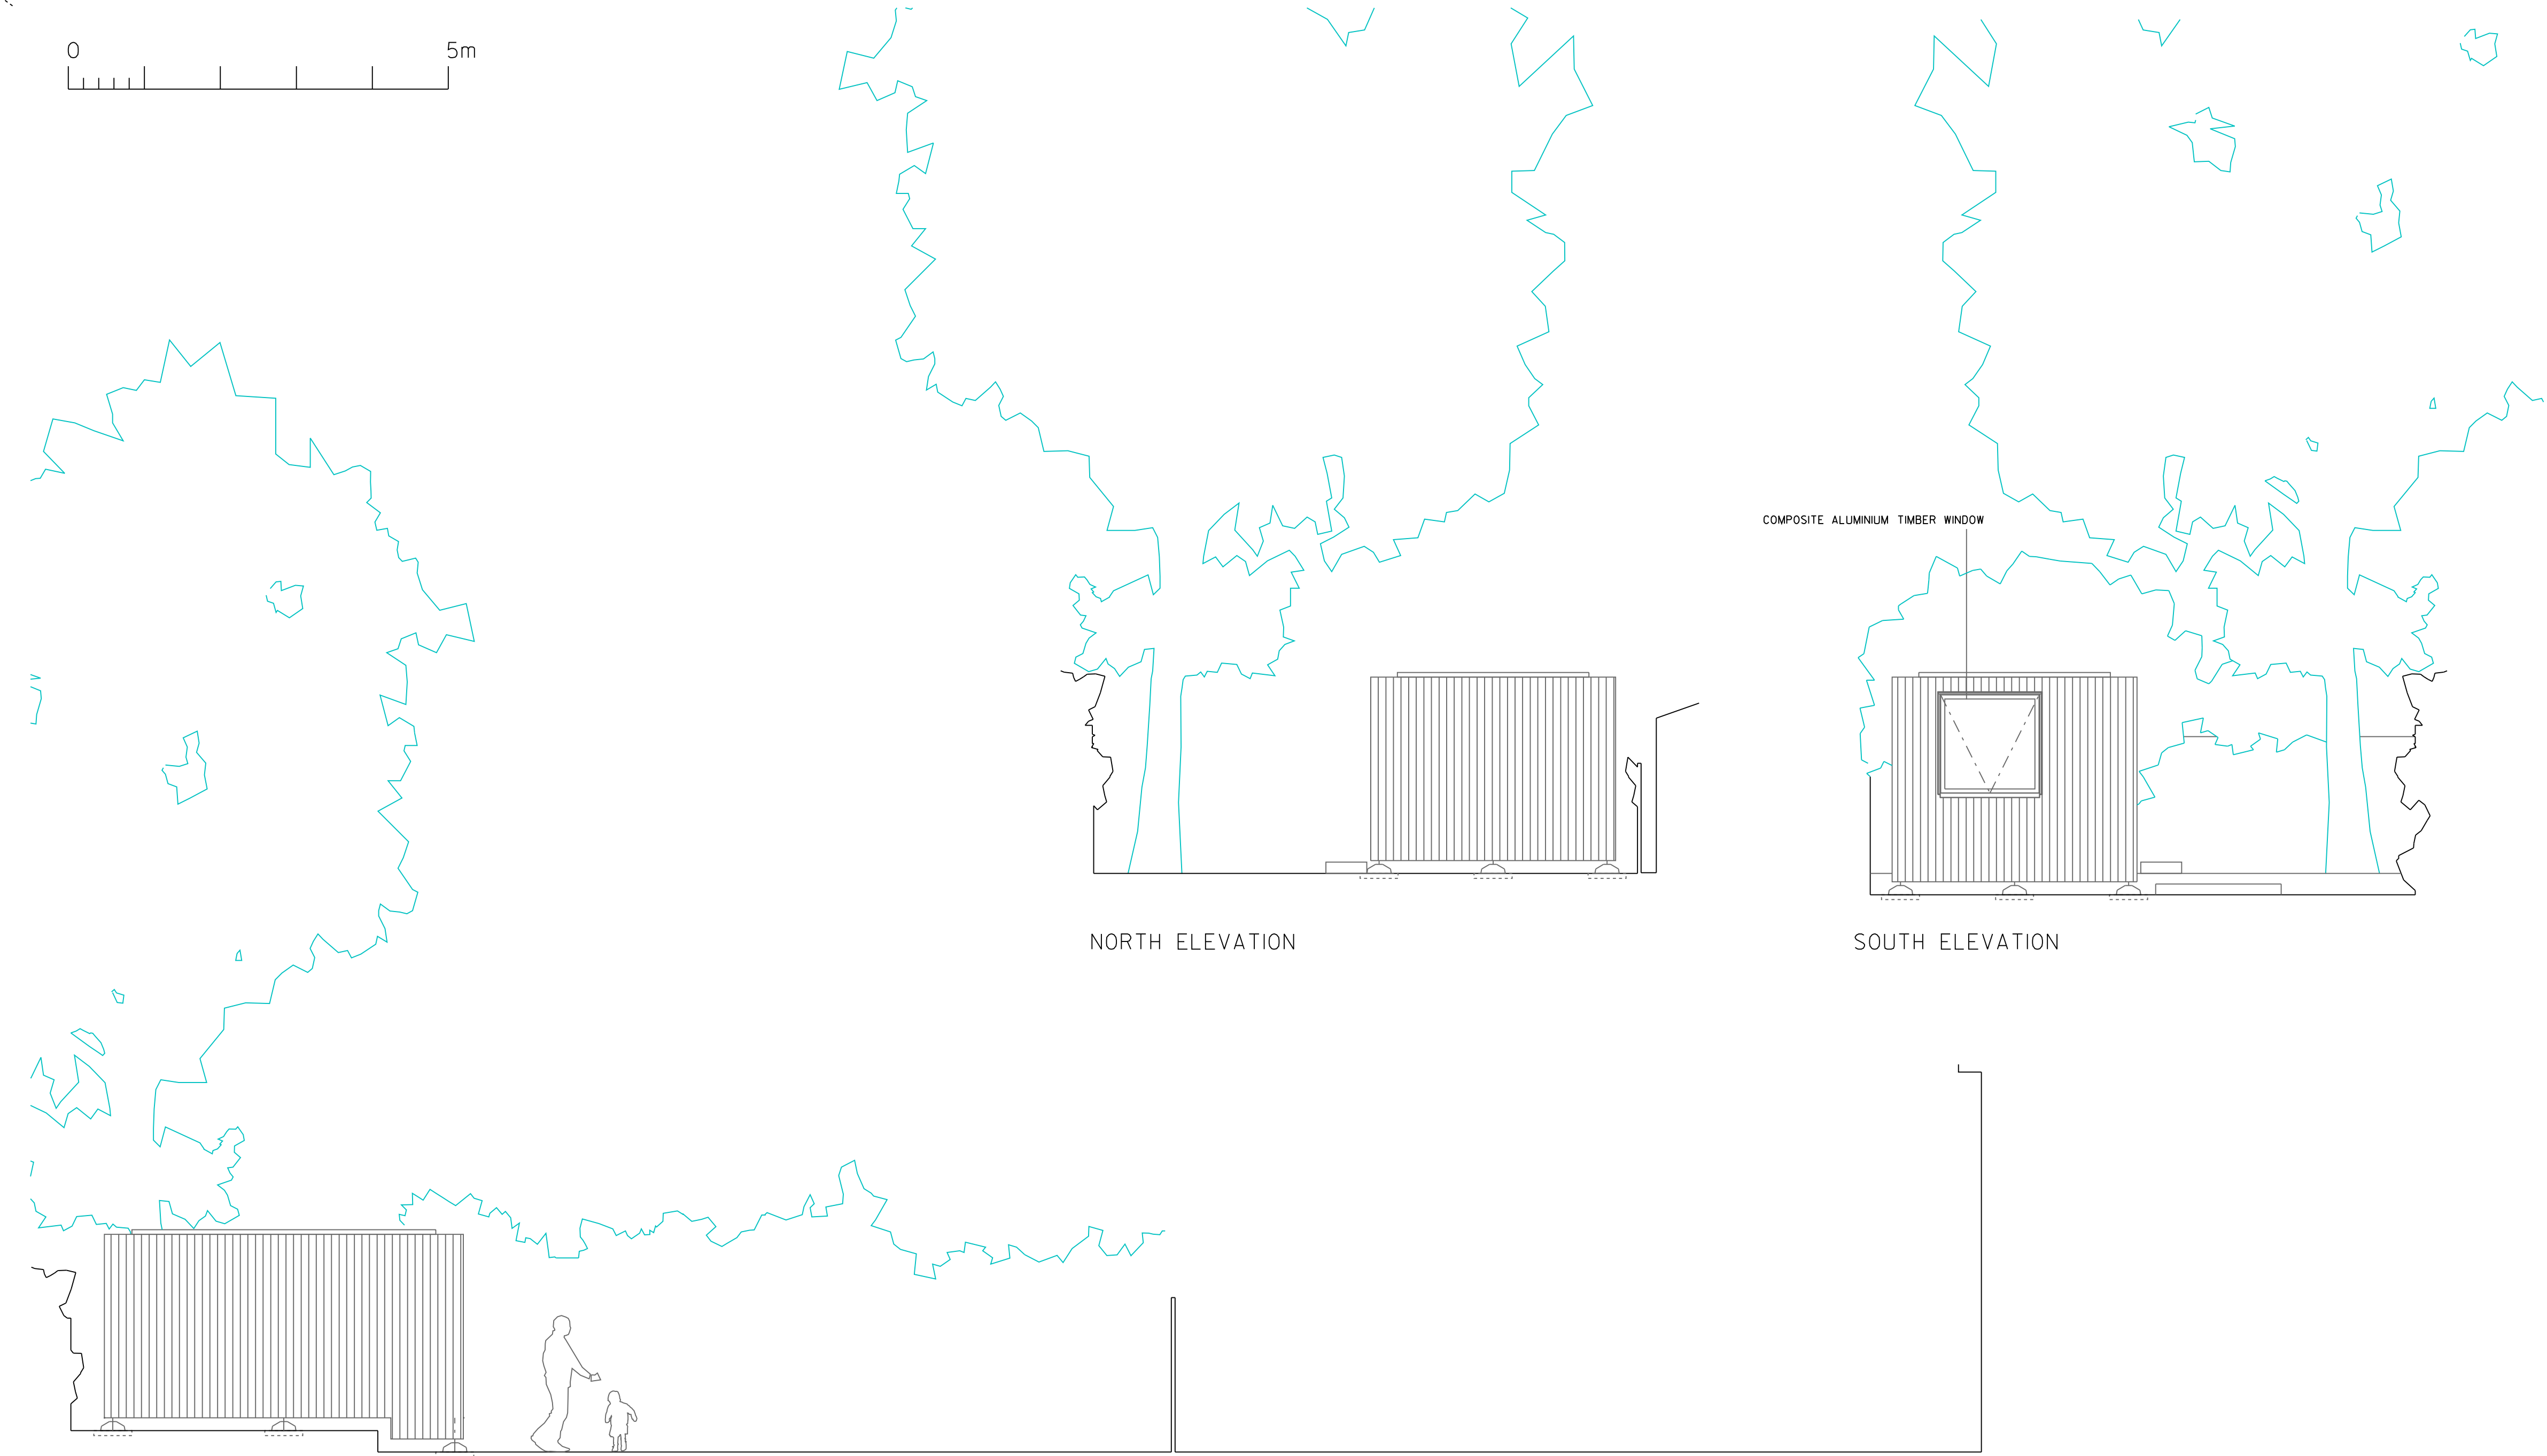 0 5m
COMPOSITE ALUMINIUM TIMBER WINDOW
NORTH ELEVATION
SOUTH ELEVATION